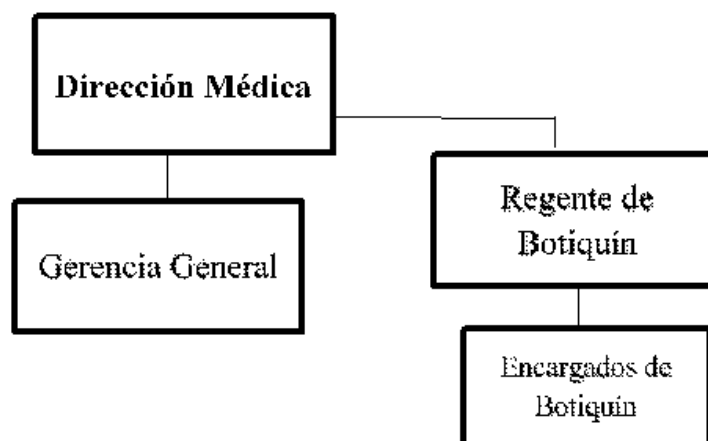 Dirección Médica
Gerencia General
Regente de
Botiquín
Encargados de
Botiquín